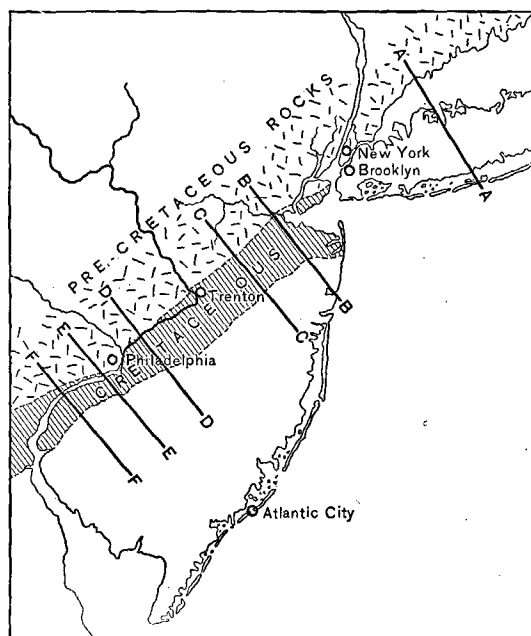 A
New York
Brooklyn
A
PRE-CRETACEOUS ROCKS
B
C
B
CRETACEOUS
Trenton
C
D
E
F
Philadelphia
D
E
F
Atlantic City